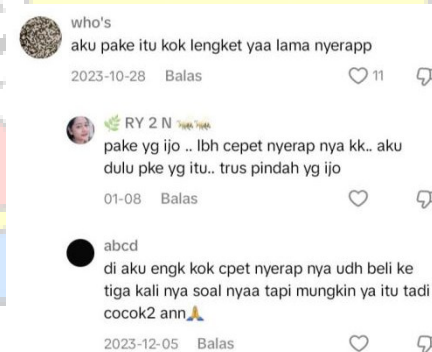 who's
aku pake itu kok lengket yaa lama nyerapp
2023-10-28 Balas 11
RY 2 N
pake yg ijo .. lbh cepet nyerap nya kk.. aku
dulu pke yg itu.. trus pindah yg ijo
01-08 Balas
abcd
di aku engk kok cpet nyerap nya udh beli ke
tiga kali nya soal nyaa tapi mungkin ya itu tadi
cocok2 ann🙏
2023-12-05 Balas